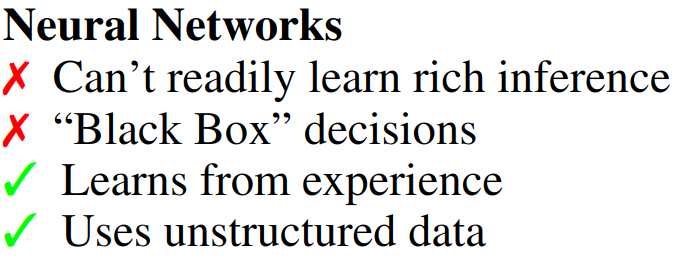 Neural Networks
✗ Can’t readily learn rich inference
✗ “Black Box” decisions
✓ Learns from experience
✓ Uses unstructured data